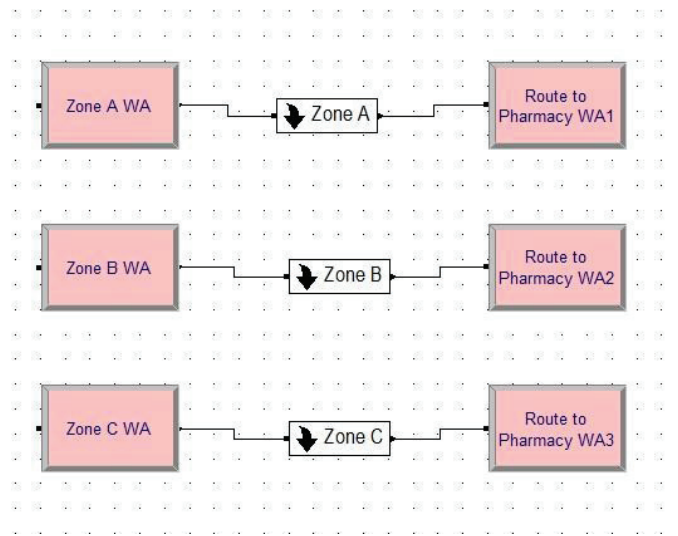 Zone A WA
Zone A
Route to
Pharmacy WA1
Zone B WA
Zone B
Route to
Pharmacy WA2
Zone C WA
Zone C
Route to
Pharmacy WA3